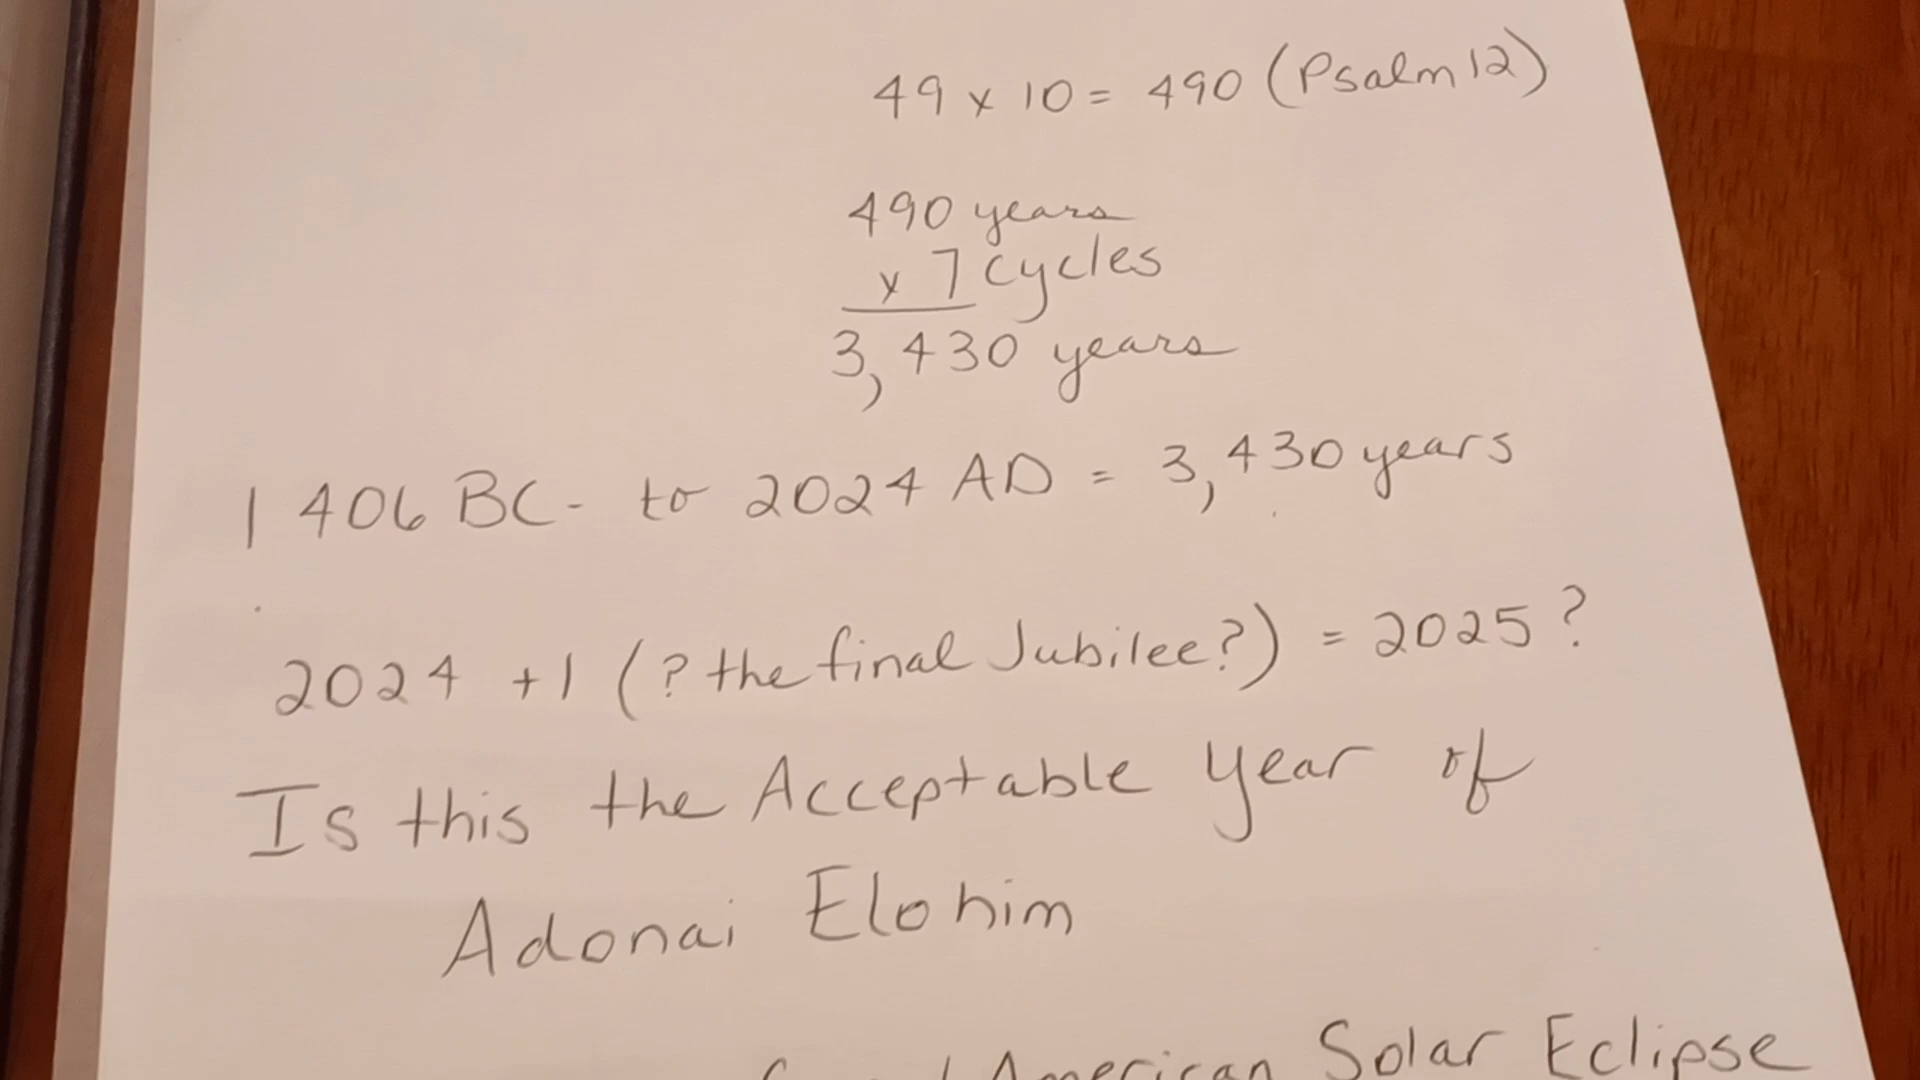 49 x 10 = 490 (Psalm 12)
490 years
x 7 cycles
3,430 years
1406 BC- to 2024 AD = 3,430 years
2024 +1 (? the final Jubilee?) = 2025?
Is this the Acceptable Year of
Adonai Elohim
American Solar Eclipse